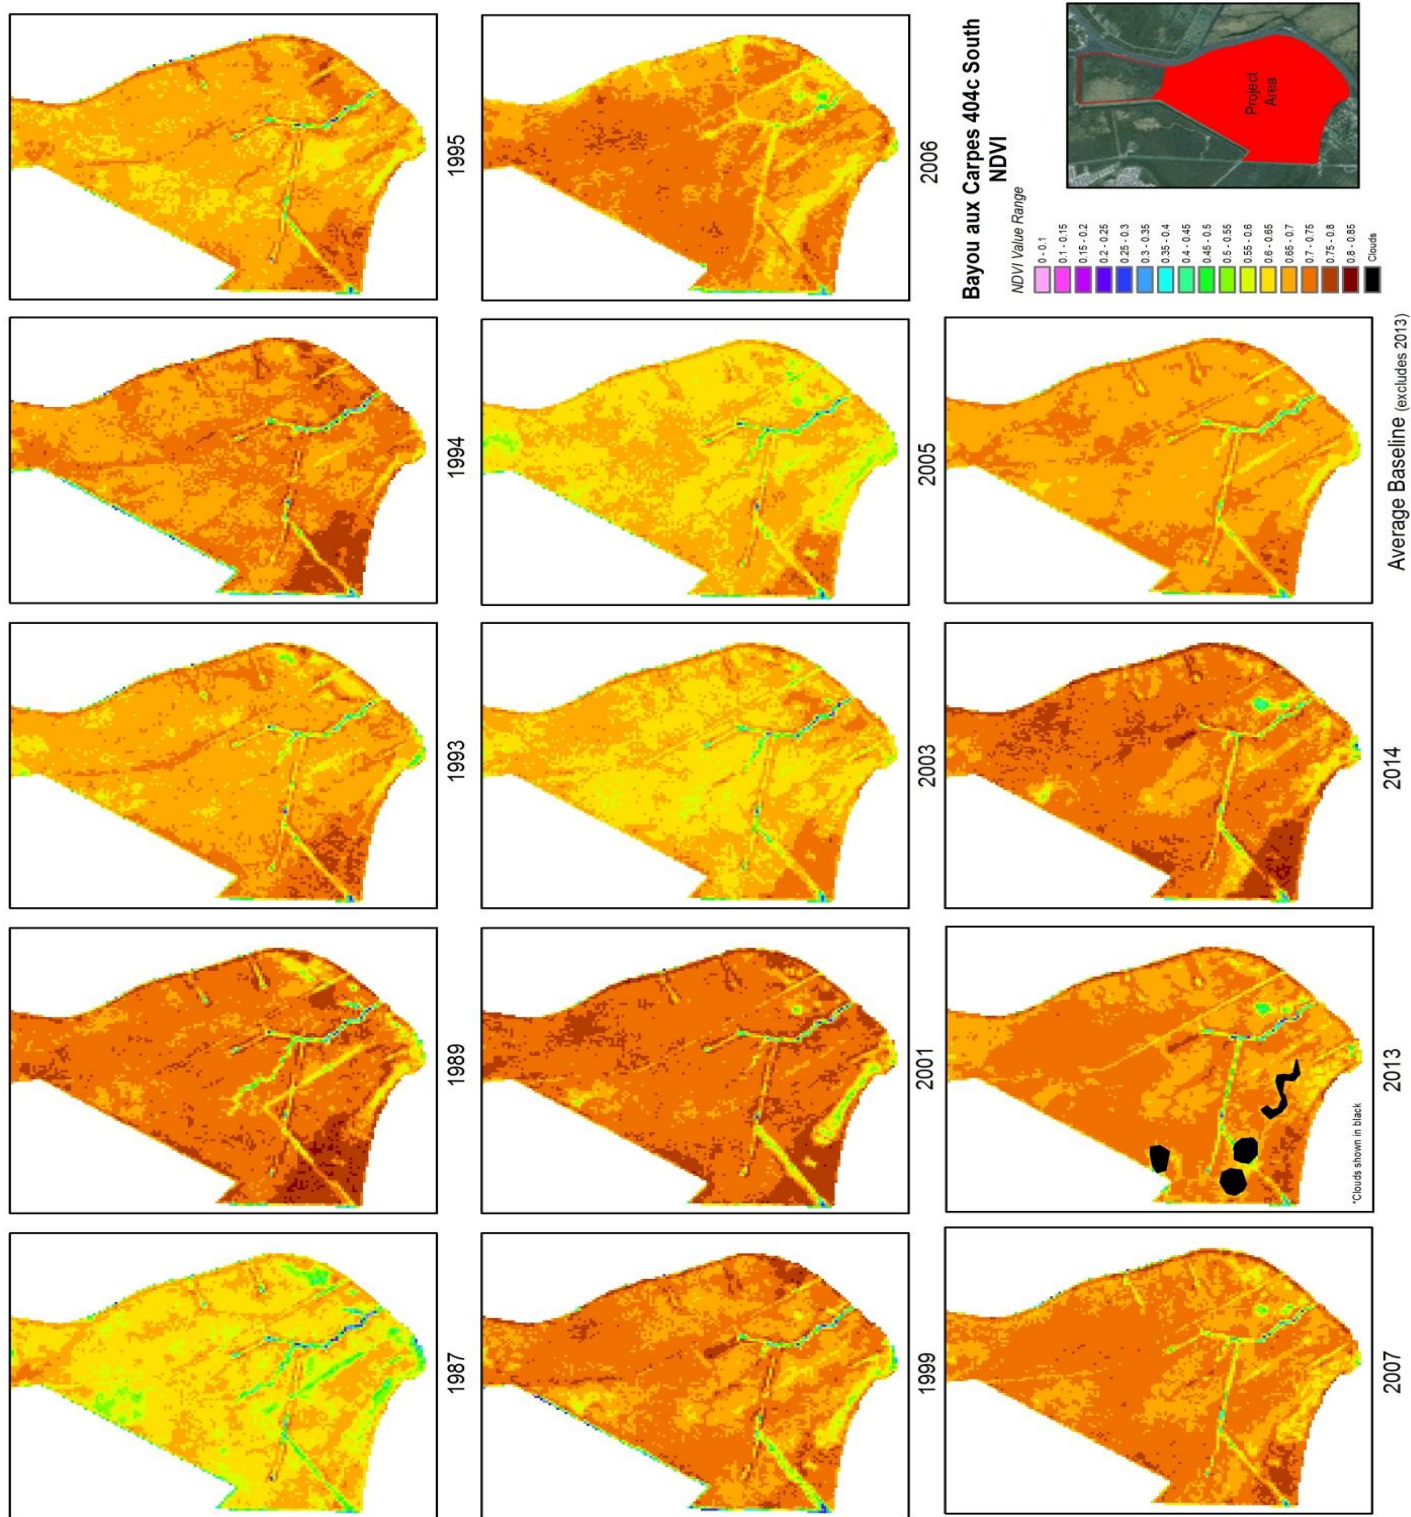 1987
1989
1993
1994
1995
1999
2001
2003
2005
2006
2007
2013
*Clouds shown in black
2014
Average Baseline (excludes 2013)
Bayou aux Carpes 404c South
NDVI
NDVI Value Range
0 - 0.1
0.1 - 0.15
0.15 - 0.2
0.2 - 0.25
0.25 - 0.3
0.3 - 0.35
0.35 - 0.4
0.4 - 0.45
0.45 - 0.5
0.5 - 0.55
0.55 - 0.6
0.6 - 0.65
0.65 - 0.7
0.7 - 0.75
0.75 - 0.8
0.8 - 0.85
Clouds
Project
Area